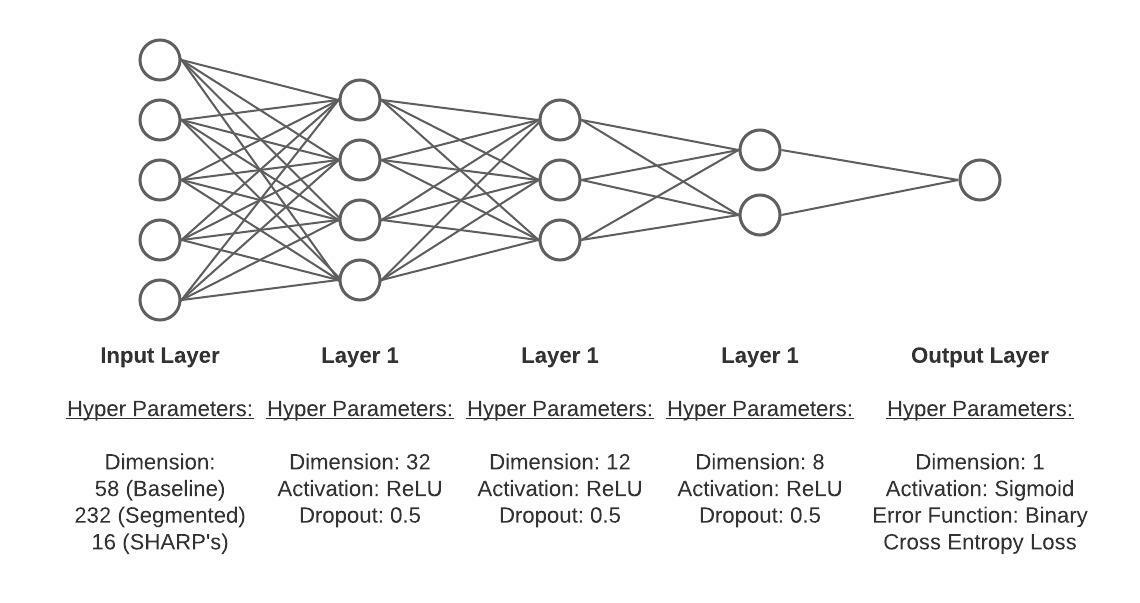 Input Layer
Layer 1
Layer 1
Layer 1
Output Layer
Hyper Parameters:
Hyper Parameters:
Hyper Parameters:
Hyper Parameters:
Hyper Parameters:
Dimension:
58 (Baseline)
232 (Segmented)
16 (SHARP's)
Dimension: 32
Activation: ReLU
Dropout: 0.5
Dimension: 12
Activation: ReLU
Dropout: 0.5
Dimension: 8
Activation: ReLU
Dropout: 0.5
Dimension: 1
Activation: Sigmoid
Error Function: Binary
Cross Entropy Loss